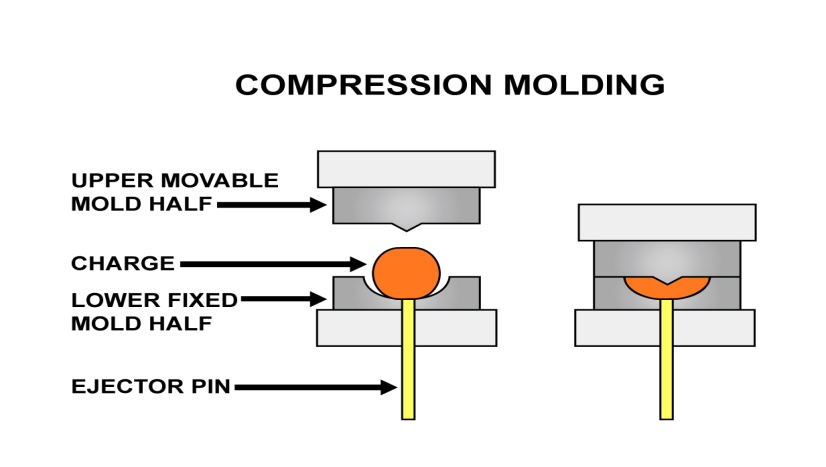 COMPRESSION MOLDING
UPPER MOVABLE
MOLD HALF
CHARGE
LOWER FIXED
MOLD HALF
EJECTOR PIN